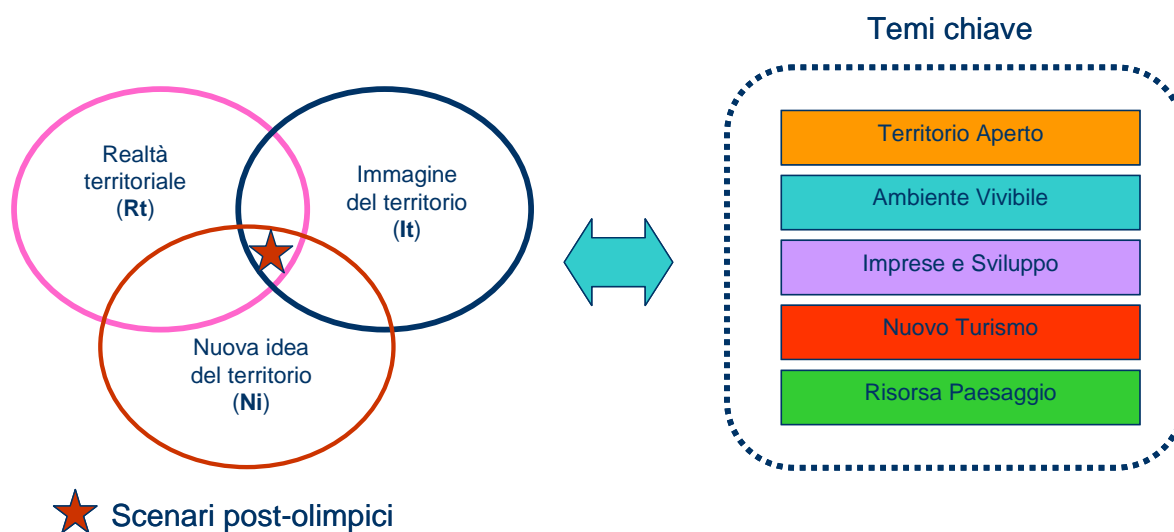 Temi chiave
Realtà
territoriale
(Rt)
Immagine
del territorio
(It)
Nuova idea
del territorio
(Ni)
Territorio Aperto
Ambiente Vivibile
Imprese e Sviluppo
Nuovo Turismo
Risorsa Paesaggio
Scenari post-olimpici